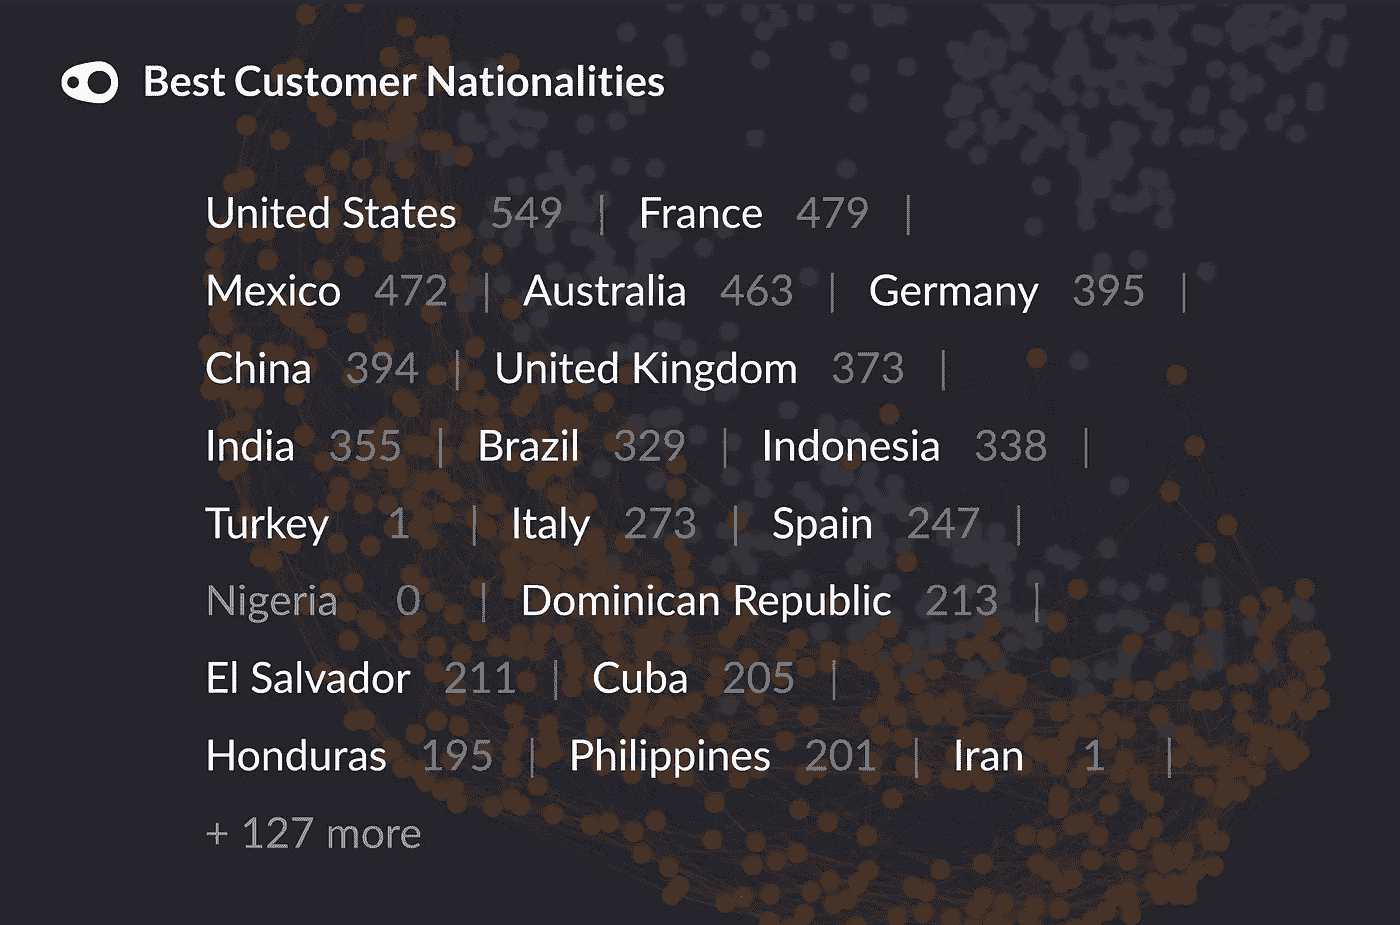 Best Customer Nationalities
United States 549 | France 479 |
Mexico 472 | Australia 463 | Germany 395 |
China 394 | United Kingdom 373 |
India 355 | Brazil 329 | Indonesia 338 |
Turkey 1 | Italy 273 | Spain 247 |
Nigeria 0 | Dominican Republic 213 |
El Salvador 211 | Cuba 205 |
Honduras 195 | Philippines 201 | Iran 1 |
+ 127 more